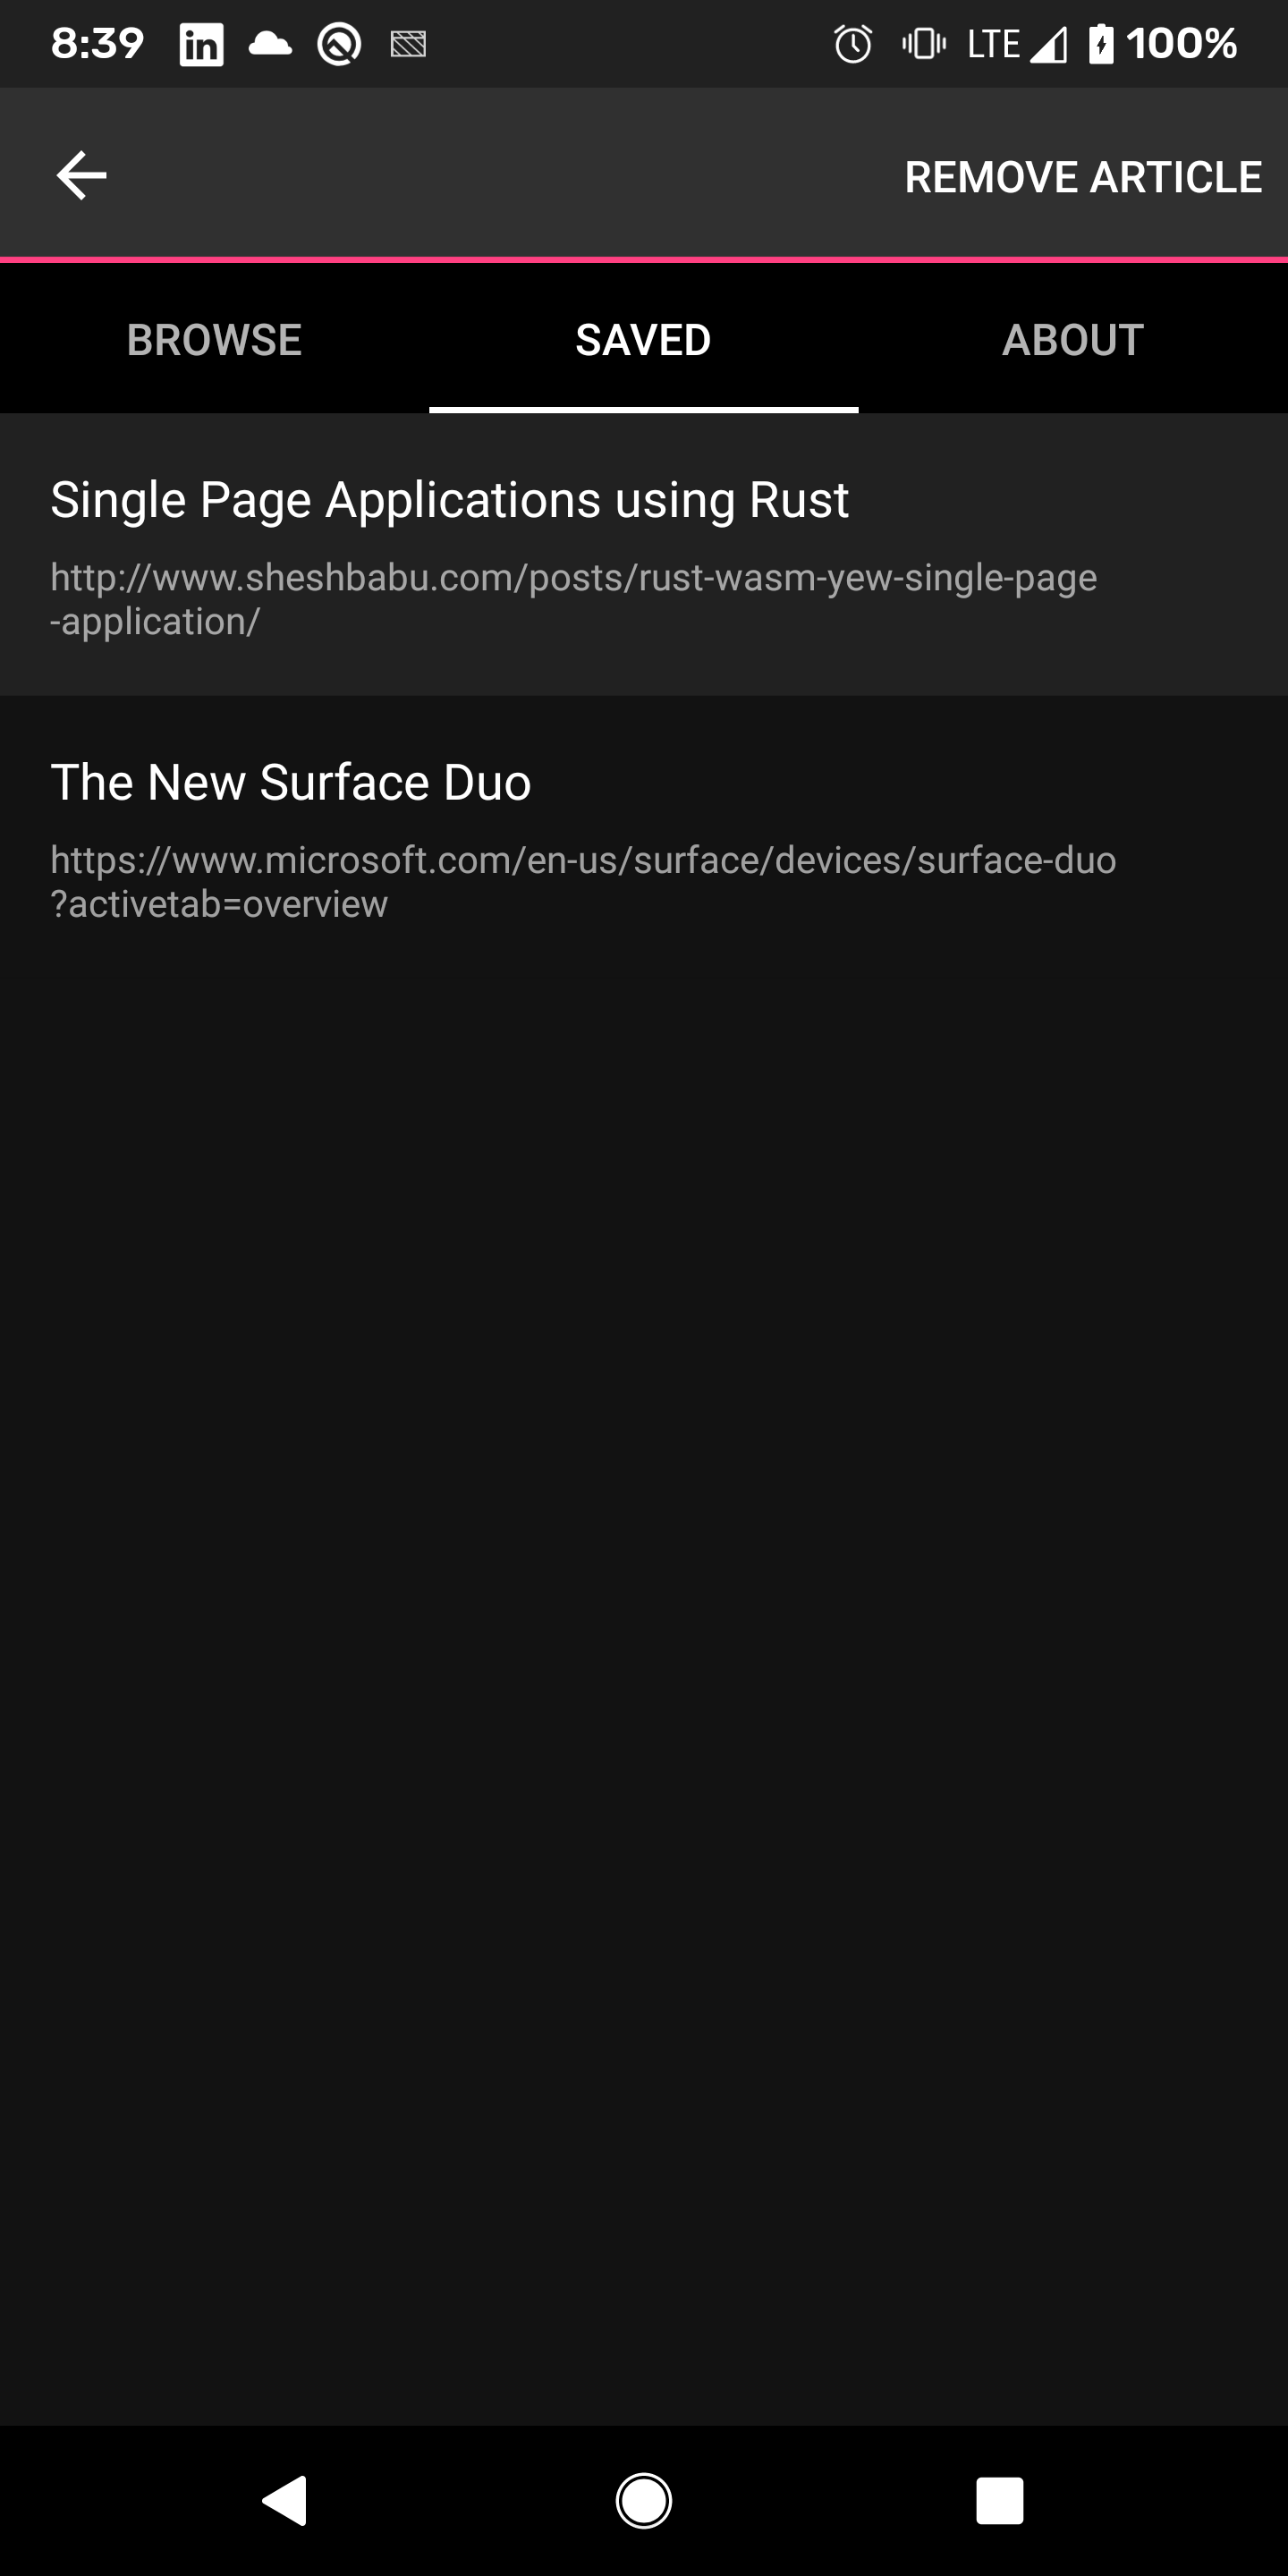 8:39 in LTE 100%
REMOVE ARTICLE
BROWSE SAVED ABOUT
Single Page Applications using Rust
http://www.sheshbabu.com/posts/rust-wasm-yew-single-page
-application/
The New Surface Duo
https://www.microsoft.com/en-us/surface/devices/surface-duo
?activetab=overview